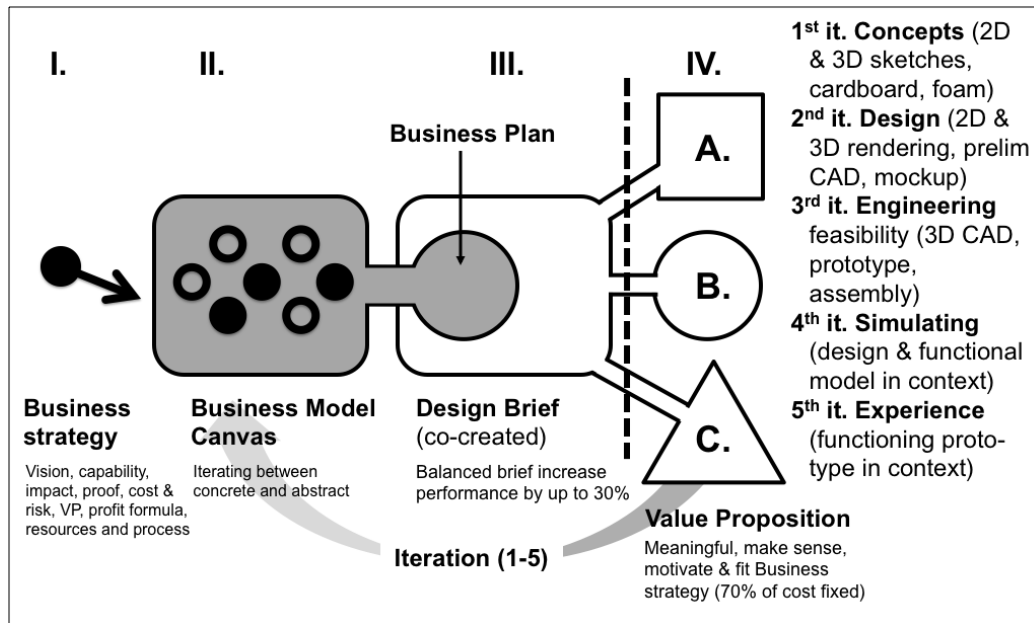 I.
II.
III.
IV.
Business Plan
A.
B.
C.
Business
strategy
Vision, capability,
impact, proof, cost &
risk, VP, profit formula,
resources and process
Business Model
Canvas
Iterating between
concrete and abstract
Design Brief
(co-created)
Balanced brief increase
performance by up to 30%
Iteration (1-5)
Value Proposition
Meaningful, make sense,
motivate & fit Business
strategy (70% of cost fixed)
1st it. Concepts (2D
& 3D sketches,
cardboard, foam)
2nd it. Design (2D &
3D rendering, prelim
CAD, mockup)
3rd it. Engineering
feasibility (3D CAD,
prototype,
assembly)
4th it. Simulating
(design & functional
model in context)
5th it. Experience
(functioning proto-
type in context)